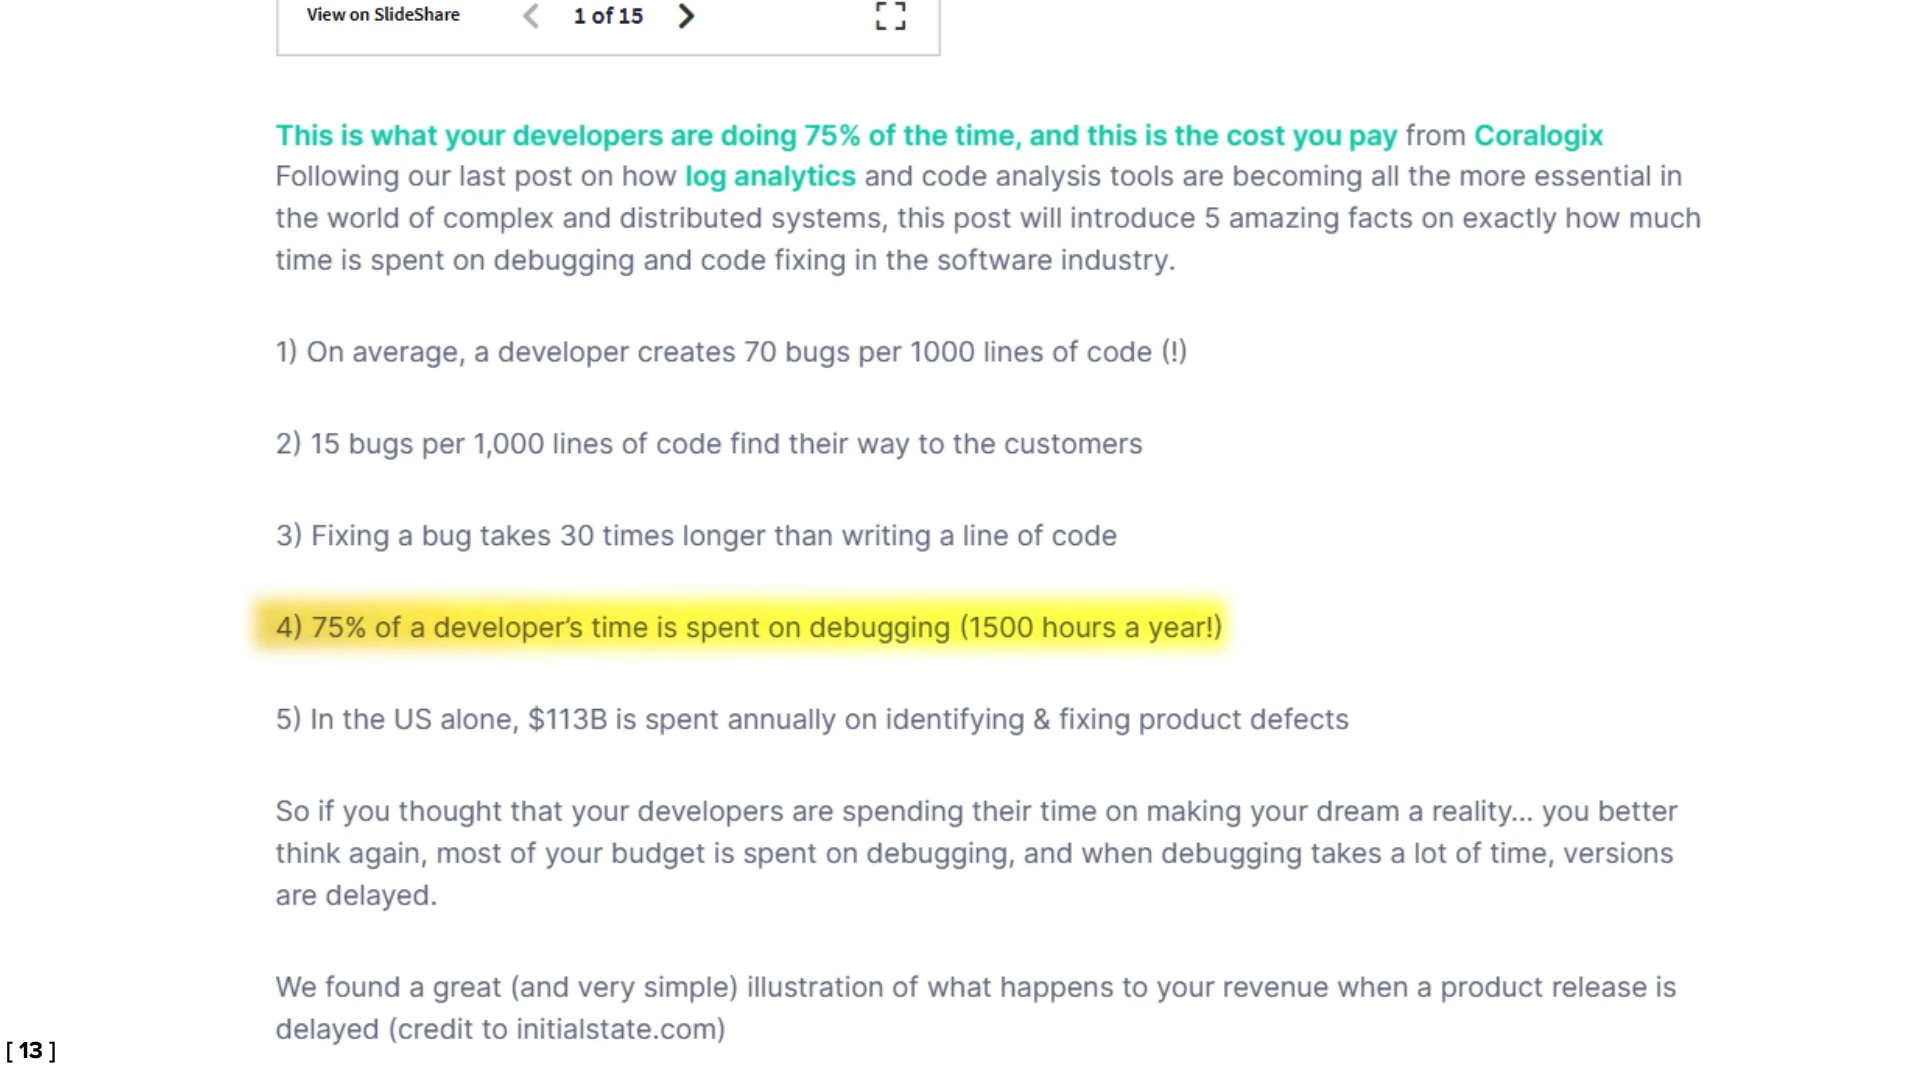 View on SlideShare
1 of 15
This is what your developers are doing 75% of the time, and this is the cost you pay from Coralogix
Following our last post on how log analytics and code analysis tools are becoming all the more essential in
the world of complex and distributed systems, this post will introduce 5 amazing facts on exactly how much
time is spent on debugging and code fixing in the software industry.
1) On average, a developer creates 70 bugs per 1000 lines of code (!)
2) 15 bugs per 1,000 lines of code find their way to the customers
3) Fixing a bug takes 30 times longer than writing a line of code
4) 75% of a developer’s time is spent on debugging (1500 hours a year!)
5) In the US alone, $113B is spent annually on identifying & fixing product defects
So if you thought that your developers are spending their time on making your dream a reality… you better
think again, most of your budget is spent on debugging, and when debugging takes a lot of time, versions
are delayed.
We found a great (and very simple) illustration of what happens to your revenue when a product release is
delayed (credit to initialstate.com)
[ 13 ]